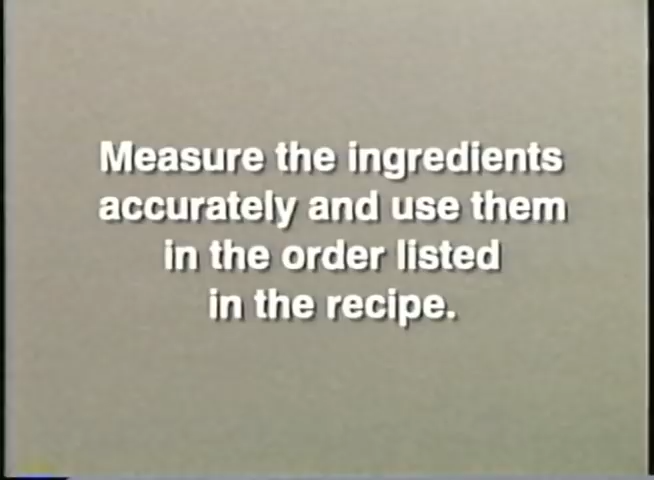 Measure the ingredients
accurately and use them
in the order listed
in the recipe.